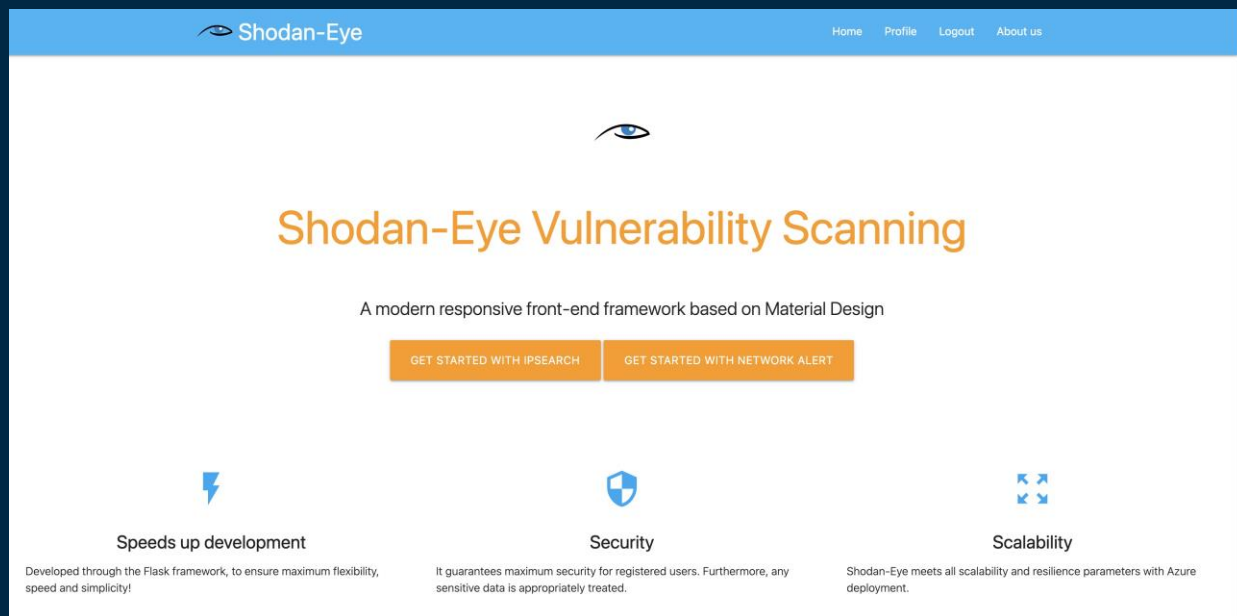 Shodan-Eye
Home Profile Logout About us
Shodan-Eye Vulnerability Scanning
A modern responsive front-end framework based on Material Design
GET STARTED WITH IPSEARCH GET STARTED WITH NETWORK ALERT
Speeds up development
Developed through the Flask framework, to ensure maximum flexibility,
speed and simplicity!
Security
It guarantees maximum security for registered users. Furthermore, any
sensitive data is appropriately treated.
Scalability
Shodan-Eye meets all scalability and resilience parameters with Azure
deployment.